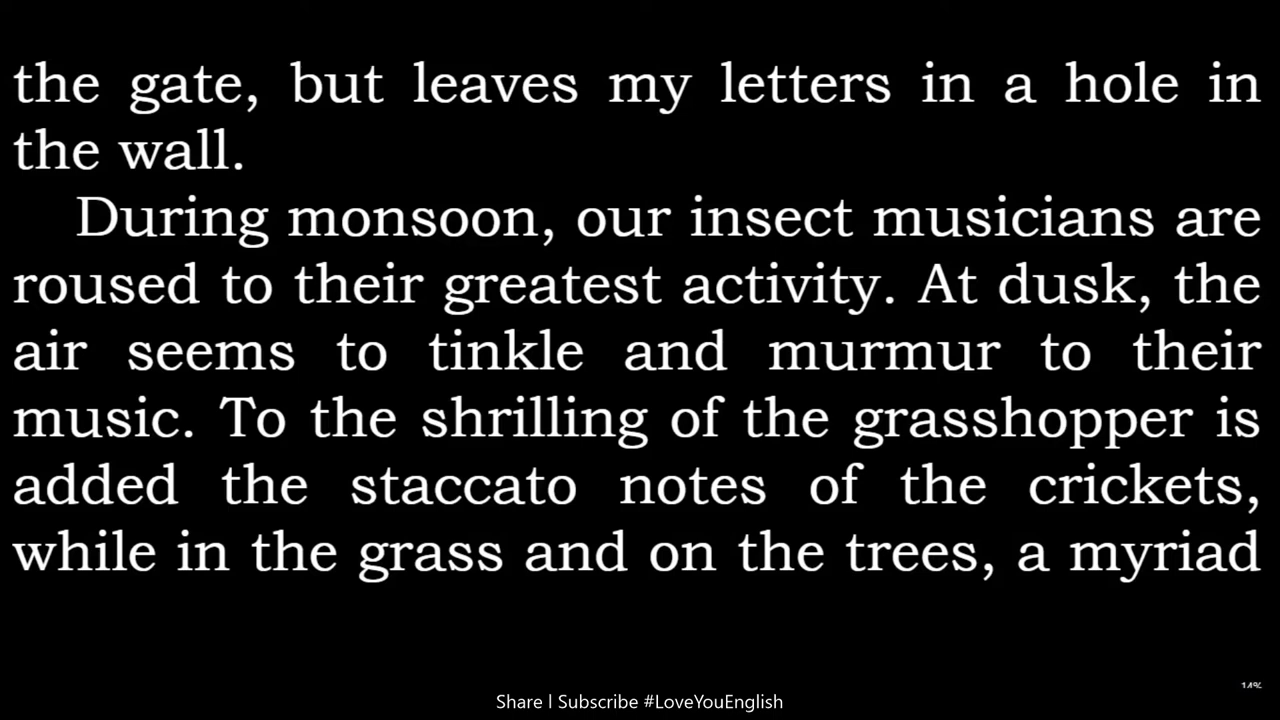 the gate, but leaves my letters in a hole in
the wall.
During monsoon, our insect musicians are
roused to their greatest activity. At dusk, the
air seems to tinkle and murmur to their
music. To the shrilling of the grasshopper is
added the staccato notes of the crickets,
while in the grass and on the trees, a myriad
14%
Share | Subscribe #LoveYouEnglish